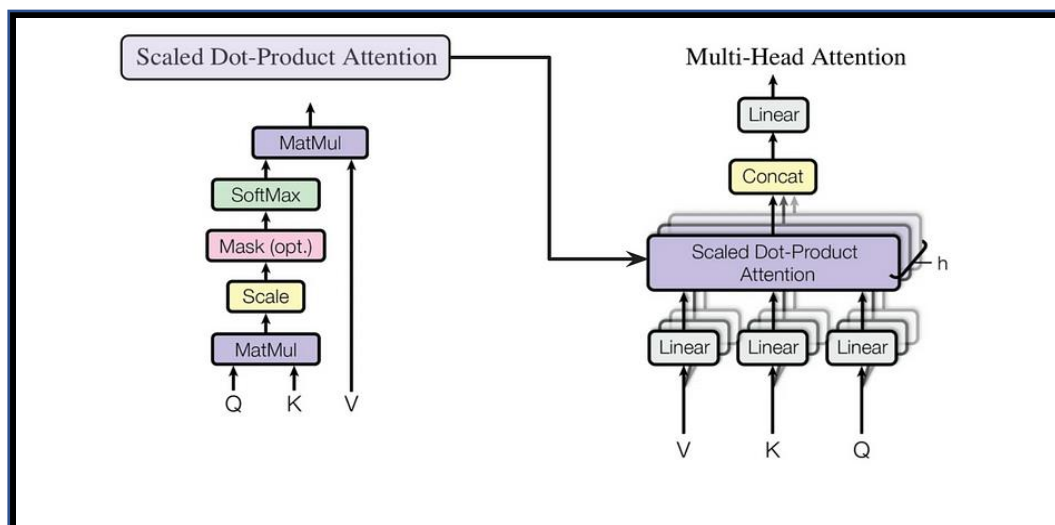 Scaled Dot-Product Attention
MatMul
SoftMax
Mask (opt.)
Scale
MatMul
Q K V
Multi-Head Attention
Linear
Concat
Scaled Dot-Product
Attention
h
Linear Linear Linear
V K Q